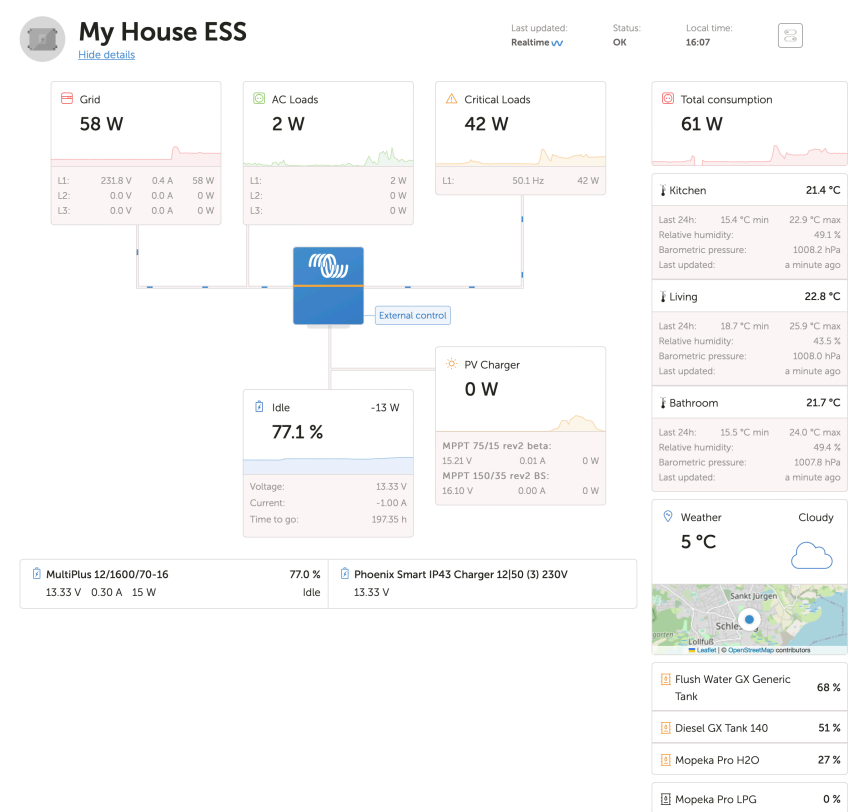 My House ESS
Hide details
Last updated:
Realtime
Status:
OK
Local time:
16:07
Grid
58 W
L1: 231.8 V 0.4 A 58 W
L2: 0.0 V 0.0 A 0 W
L3: 0.0 V 0.0 A 0 W
AC Loads
2 W
L1: 2 W
L2: 0 W
L3: 0 W
Critical Loads
42 W
L1: 50.1 Hz 42 W
External control
PV Charger
0 W
MPPT 75/15 rev2 beta:
15.21 V 0.01 A 0 W
MPPT 150/35 rev2 BS:
16.10 V 0.00 A 0 W
Idle -13 W
77.1 %
Voltage: 13.33 V
Current: -1.00 A
Time to go: 197.35 h
MultiPlus 12/1600/70-16 77.0 %
13.33 V 0.30 A 15 W Idle
Phoenix Smart IP43 Charger 12|50 (3) 230V
13.33 V
Total consumption
61 W
Kitchen 21.4 °C
Last 24h: 15.4 °C min 22.9 °C max
Relative humidity: 49.1 %
Barometric pressure: 1008.2 hPa
Last updated: a minute ago
Living 22.8 °C
Last 24h: 18.7 °C min 25.9 °C max
Relative humidity: 43.5 %
Barometric pressure: 1008.0 hPa
Last updated: a minute ago
Bathroom 21.7 °C
Last 24h: 15.5 °C min 24.0 °C max
Relative humidity: 49.4 %
Barometric pressure: 1007.8 hPa
Last updated: a minute ago
Weather Cloudy
5 °C
Sankt Jürgen
garten
Lollfuß
Leaflet | © OpenStreetMap contributors
Flush Water GX Generic
Tank 68 %
Diesel GX Tank 140 51 %
Mopeka Pro H2O 27 %
Mopeka Pro LPG 0 %